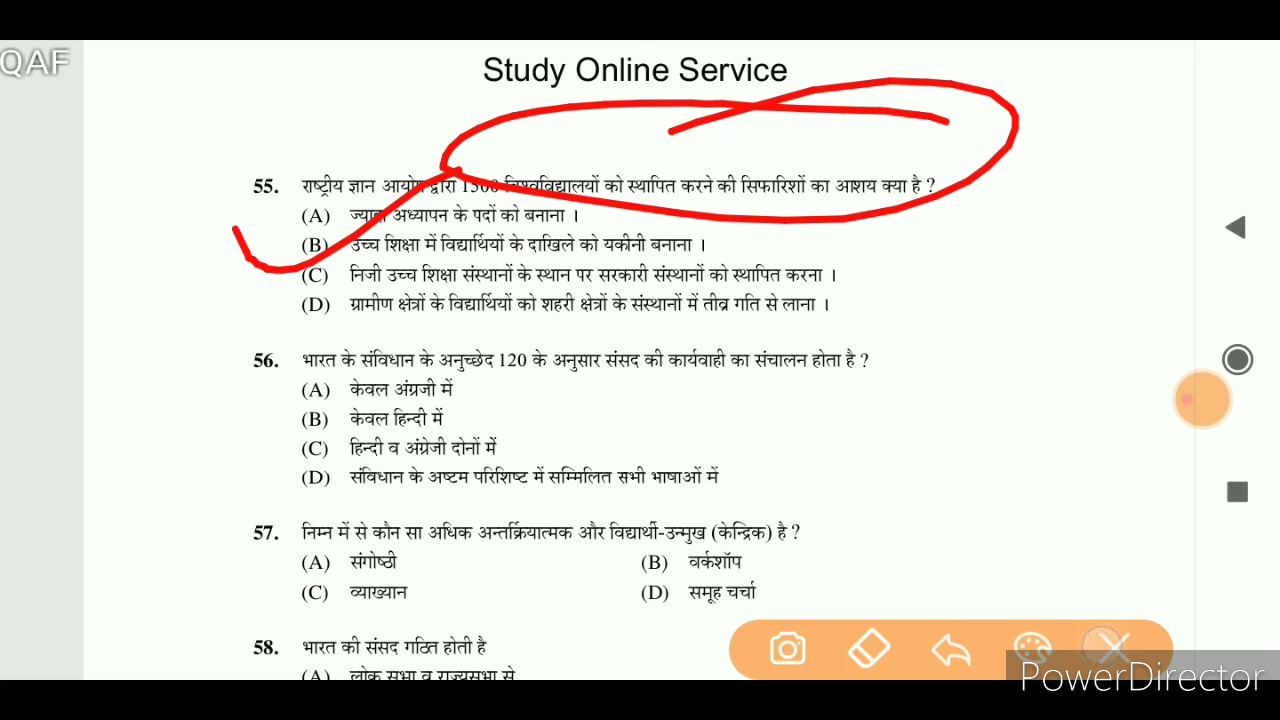 QAF
Study Online Service
55. राष्ट्रीय ज्ञान आयोग द्वारा 1500 विश्वविद्यालयों को स्थापित करने की सिफारिशों का आशय क्या है ?
(A) ज्यादा अध्यापन के पदों को बनाना ।
(B) उच्च शिक्षा में विद्यार्थियों के दाखिले को यकीनी बनाना ।
(C) निजी उच्च शिक्षा संस्थानों के स्थान पर सरकारी संस्थानों को स्थापित करना ।
(D) ग्रामीण क्षेत्रों के विद्यार्थियों को शहरी क्षेत्रों के संस्थानों में तीव्र गति से लाना ।
56. भारत के संविधान के अनुच्छेद 120 के अनुसार संसद की कार्यवाही का संचालन होता है ?
(A) केवल अंग्रजी में
(B) केवल हिन्दी में
(C) हिन्दी व अंग्रेजी दोनों में
(D) संविधान के अष्टम परिशिष्ट में सम्मिलित सभी भाषाओं में
57. निम्न में से कौन सा अधिक अन्तर्क्रियात्मक और विद्यार्थी-उन्मुख (केन्द्रिक) है ?
(A) संगोष्ठी (B) वर्कशॉप
(C) व्याख्यान (D) समूह चर्चा
58. भारत की संसद गठित होती है
(A) लोक सभा व राज्यसभा से
PowerDirector